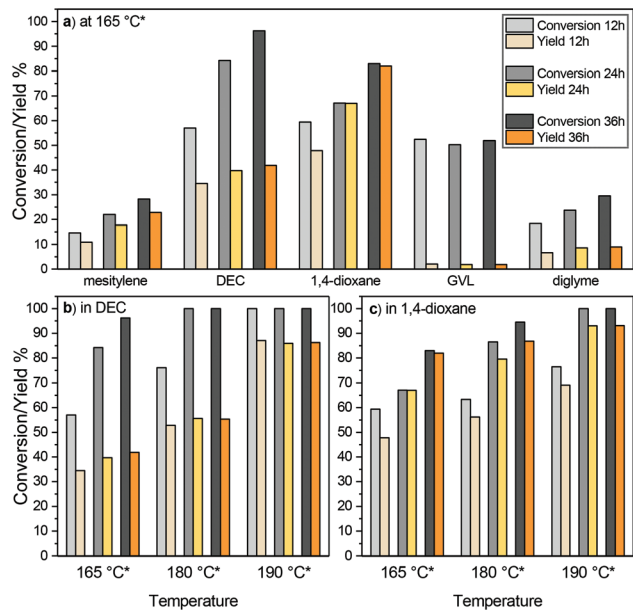 a) at 165 °C*
Conversion 12h
Yield 12h
Conversion 24h
Yield 24h
Conversion 36h
Yield 36h
Conversion/Yield %
100
90
80
70
60
50
40
30
20
10
0
mesitylene DEC 1,4-dioxane GVL diglyme
b) in DEC
Conversion/Yield %
100
90
80
70
60
50
40
30
20
10
0
165 °C* 180 °C* 190 °C*
Temperature
c) in 1,4-dioxane
100
90
80
70
60
50
40
30
20
10
0
165 °C* 180 °C* 190 °C*
Temperature